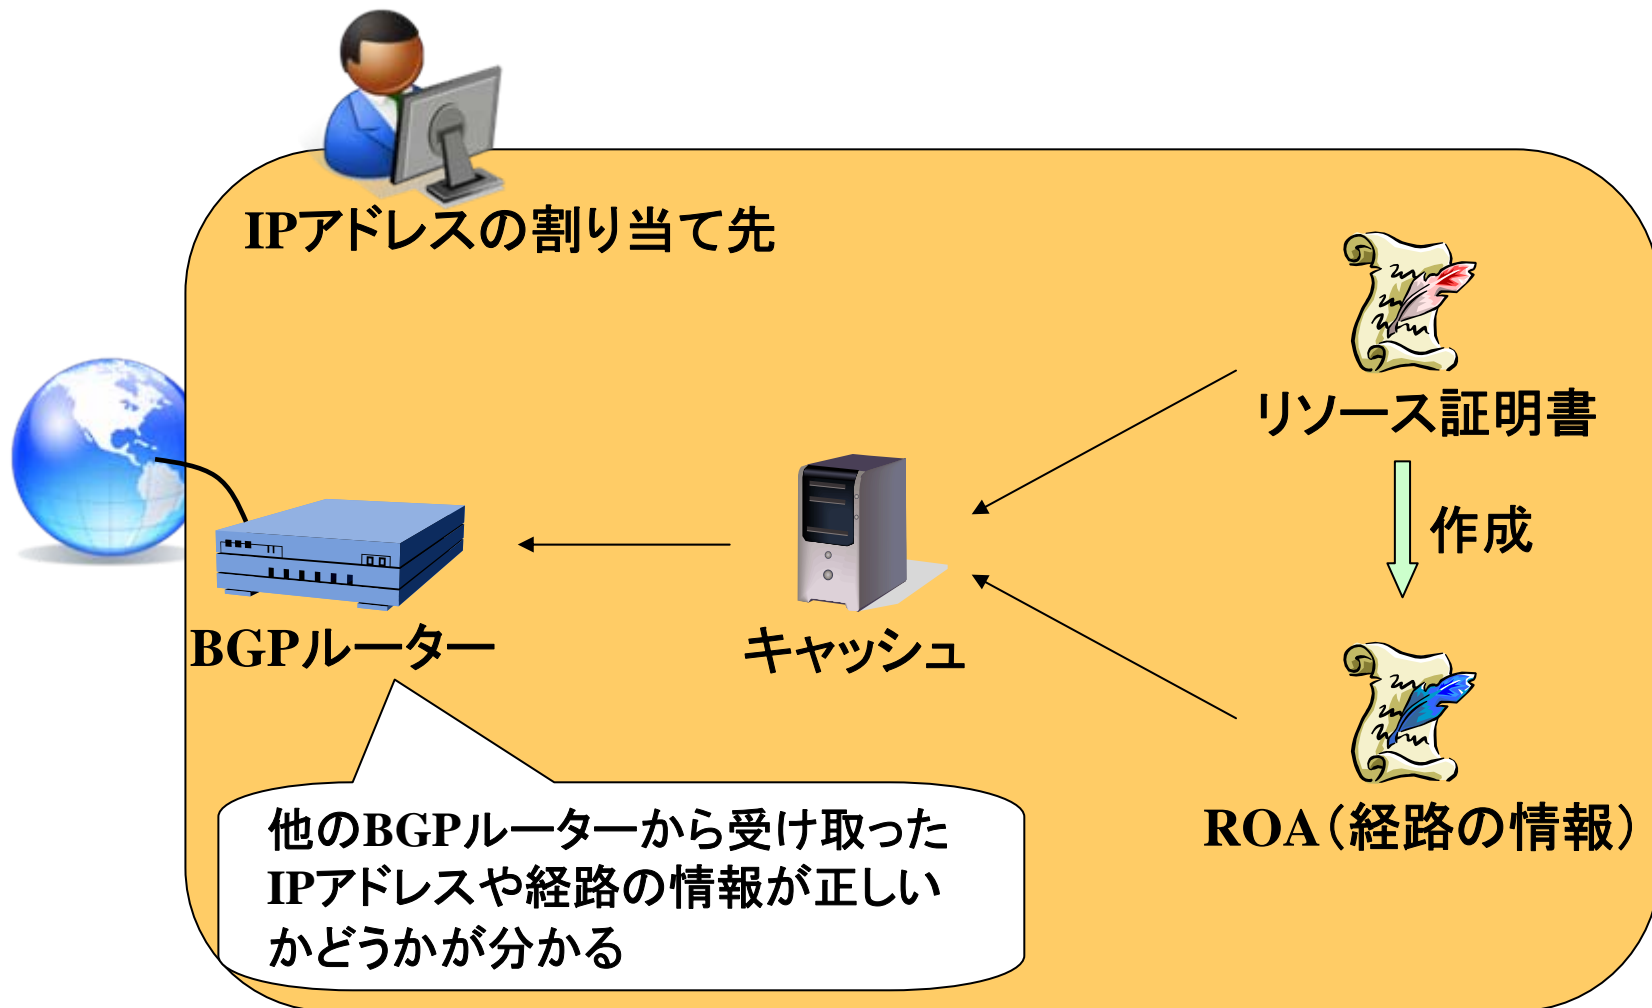 IPアドレスの割り当て先
リソース証明書
作成
BGPルーター
キャッシュ
ROA（経路の情報）
他のBGPルーターから受け取った
IPアドレスや経路の情報が正しい
かどうかが分かる